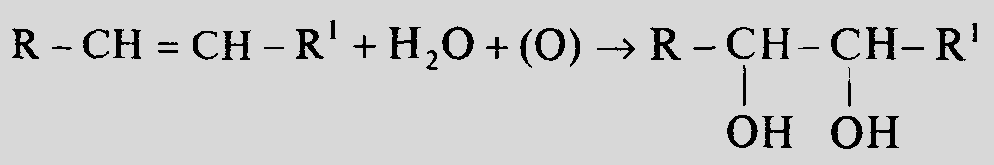 R – CH = CH – R¹ + H₂O + (O) → R – CH – CH – R¹
OH OH